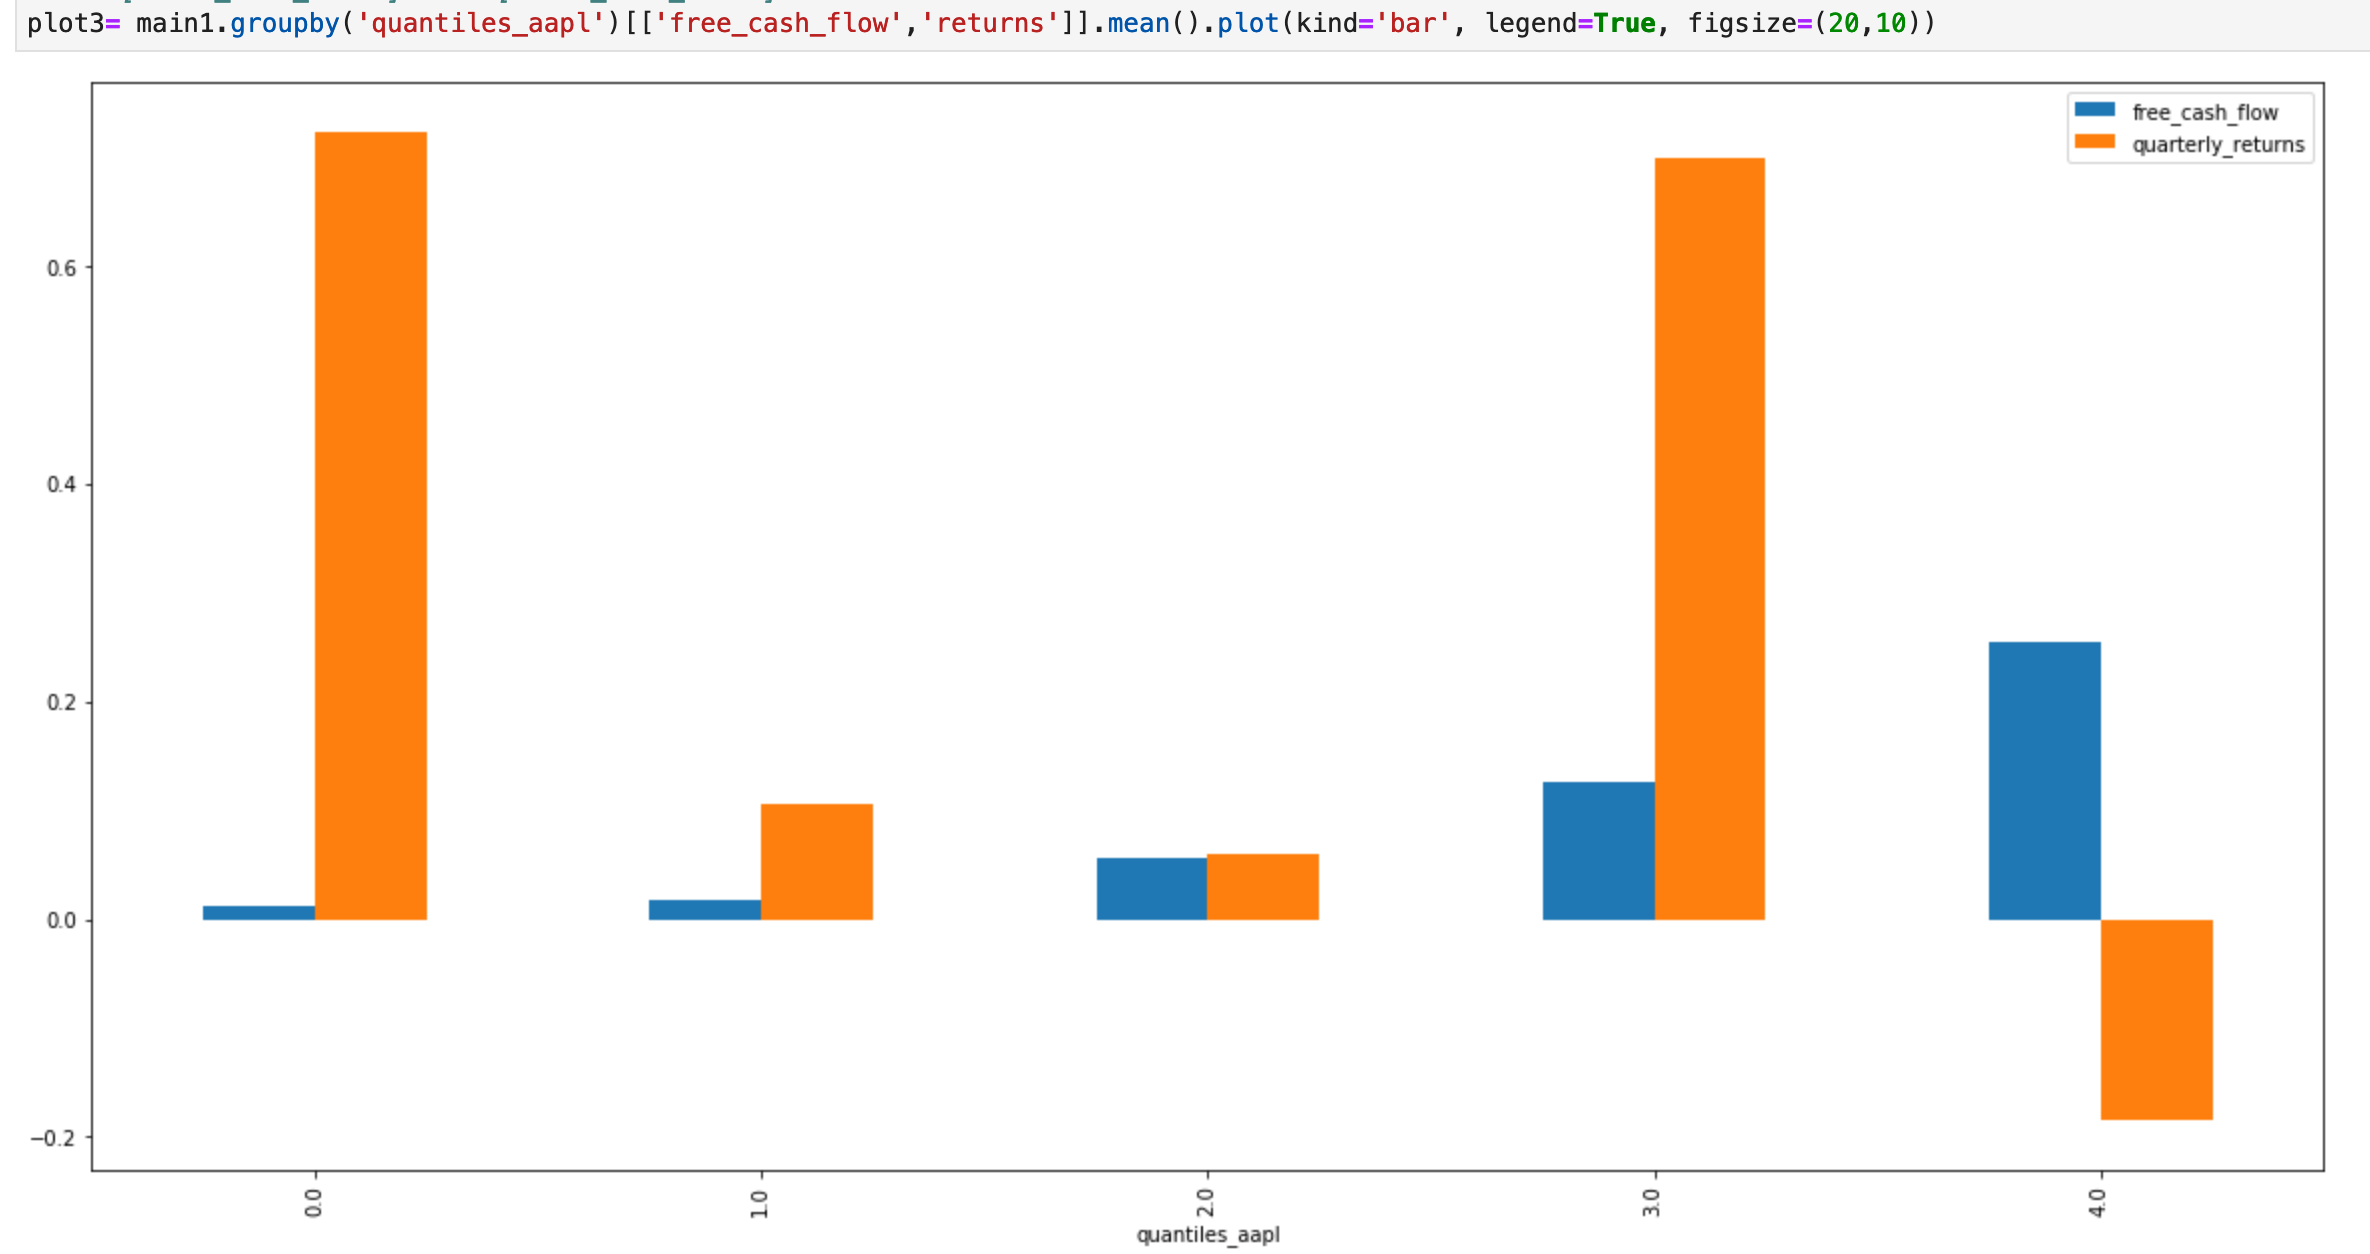 plot3= main1.groupby('quantiles_aapl')[['free_cash_flow','returns']].mean().plot(kind='bar', legend=True, figsize=(20,10))
free_cash_flow
quarterly_returns
0.6
0.4
0.2
0.0
−0.2
0.0
1.0
2.0
3.0
4.0
quantiles_aapl